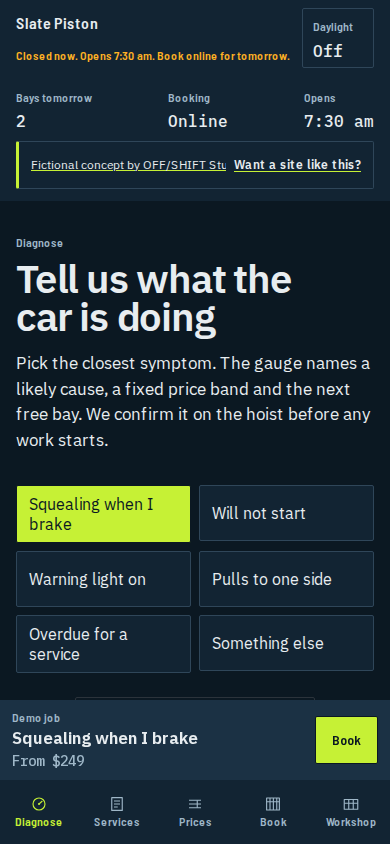 Slate Piston
Closed now. Opens 7:30 am. Book online for tomorrow.
Daylight
Off
Bays tomorrow
2
Booking
Online
Opens
7:30 am
Fictional concept by OFF/SHIFT
Want a site like this?
Diagnose
Tell us what the
car is doing
Pick the closest symptom. The gauge names a
likely cause, a fixed price band and the next
free bay. We confirm it on the hoist before any
work starts.
Squealing when I
brake
Will not start
Warning light on
Pulls to one side
Overdue for a
service
Something else
Demo job
Squealing when I brake
From $249
Book
Diagnose
Services
Prices
Book
Workshop